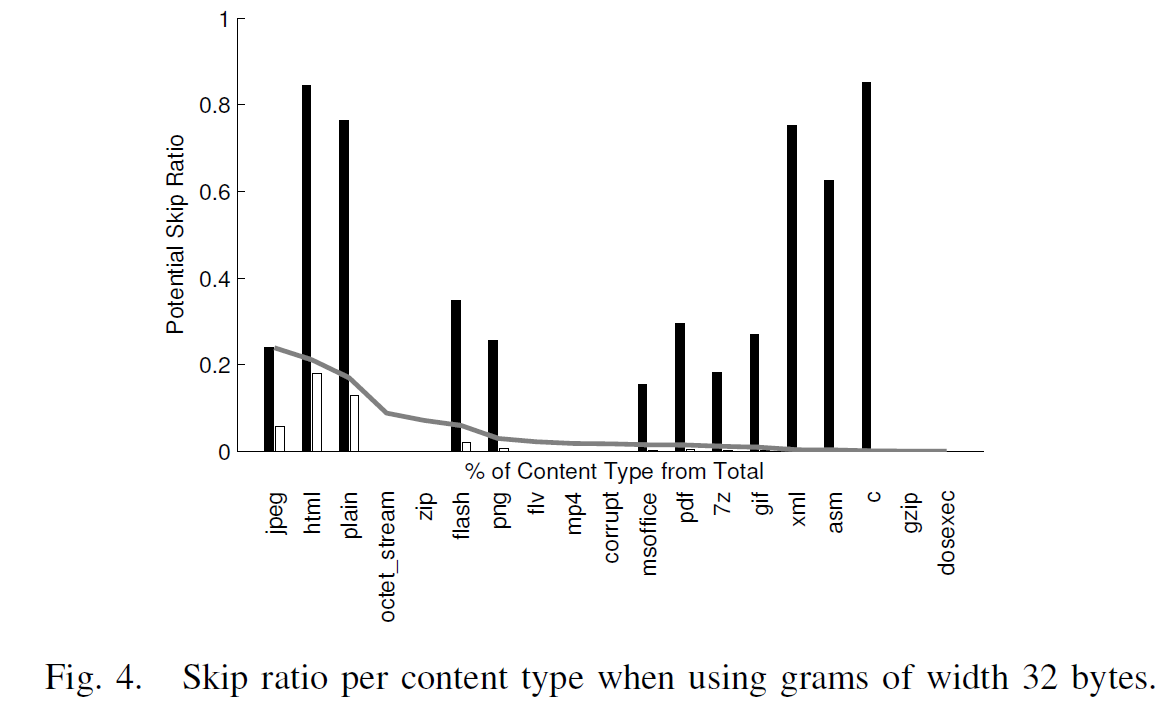 1
0.8
0.6
0.4
0.2
0
Potential Skip Ratio
% of Content Type from Total
jpeg
html
plain
octet_stream
zip
flash
png
flv
mp4
corrupt
msoffice
pdf
7z
gif
xml
asm
c
gzip
dosexec
Fig. 4. Skip ratio per content type when using grams of width 32 bytes.